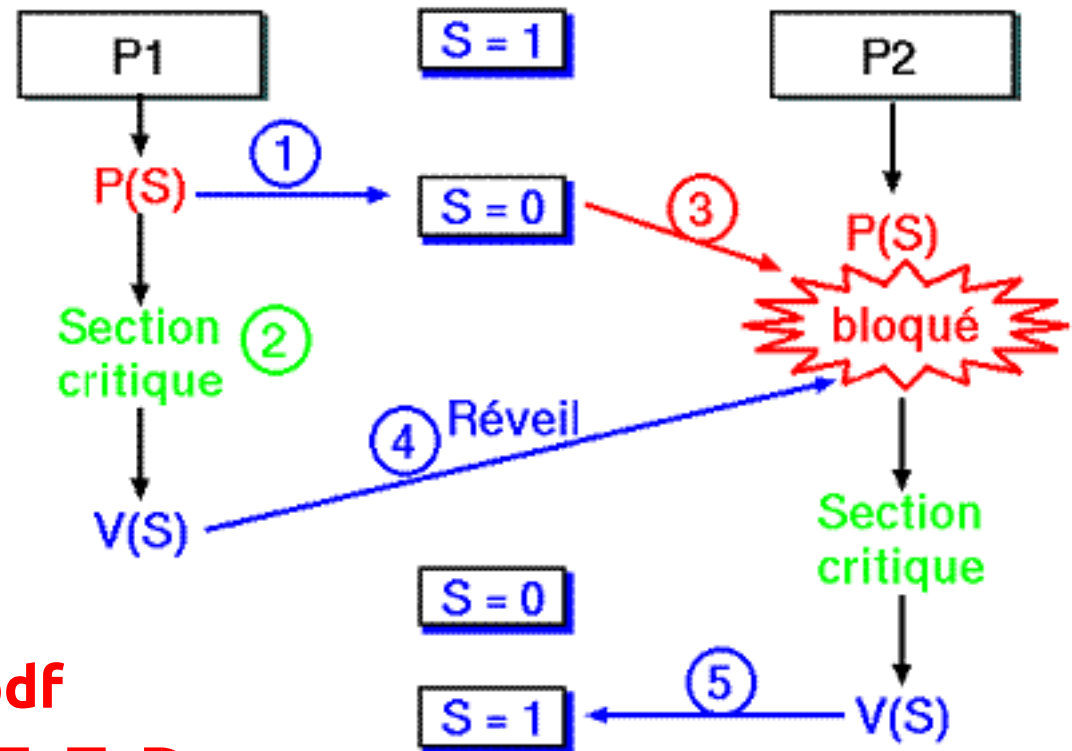 P1
S = 1
P2
P(S)
1
S = 0
3
P(S)
Section
critique
2
bloqué
4
Réveil
V(S)
Section
critique
S = 0
df
S = 1
5
V(S)